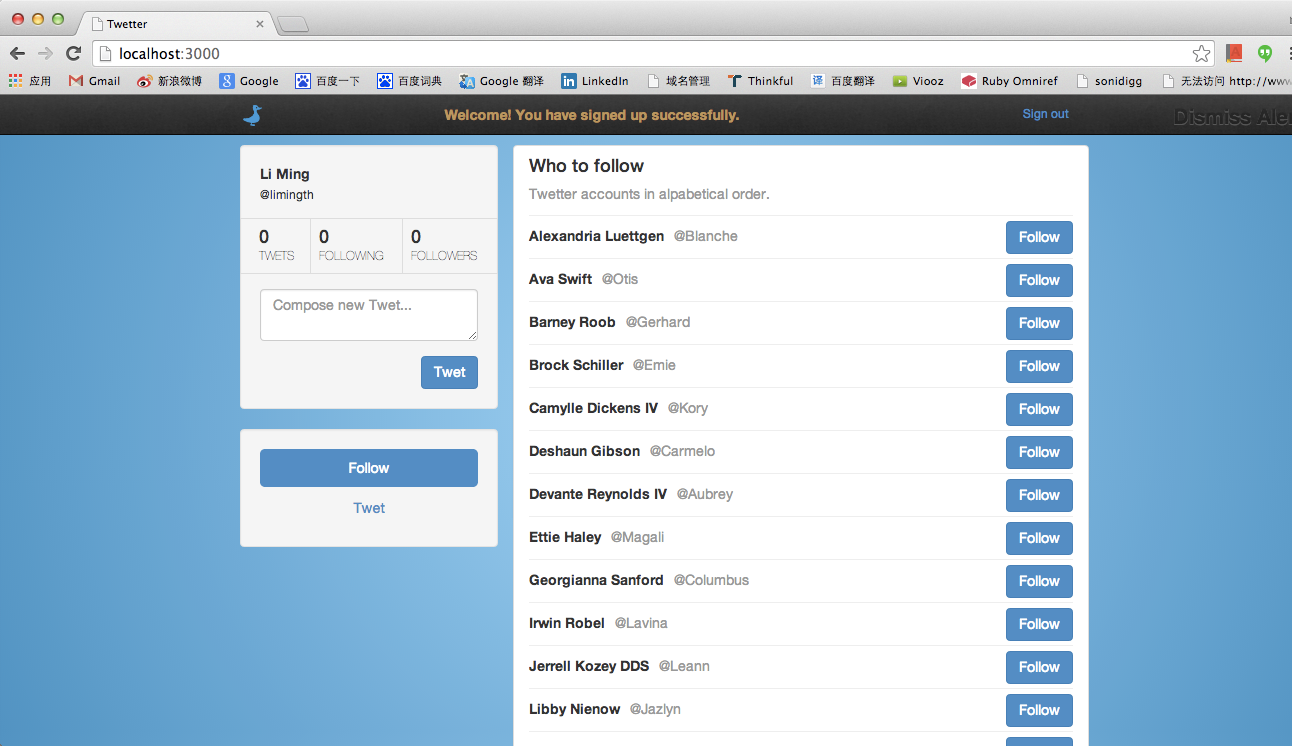 Twetter
localhost:3000
应用 Gmail 新浪微博 Google 百度一下 百度词典 Google 翻译 LinkedIn 域名管理 Thinkful 百度翻译 Viooz Ruby Omniref sonidigg 无法访问 http://www
Welcome! You have signed up successfully. Sign out Dismiss Aler
Li Ming
@limingth
0 0 0
TWETS FOLLOWING FOLLOWERS
Compose new Twet...
Twet
Follow
Twet
Who to follow
Twetter accounts in alpabetical order.
Alexandria Luettgen @Blanche Follow
Ava Swift @Otis Follow
Barney Roob @Gerhard Follow
Brock Schiller @Ernie Follow
Camylle Dickens IV @Kory Follow
Deshaun Gibson @Carmelo Follow
Devante Reynolds IV @Aubrey Follow
Ettie Haley @Magali Follow
Georgianna Sanford @Columbus Follow
Irwin Robel @Lavina Follow
Jerrell Kozey DDS @Leann Follow
Libby Nienow @Jazlyn Follow